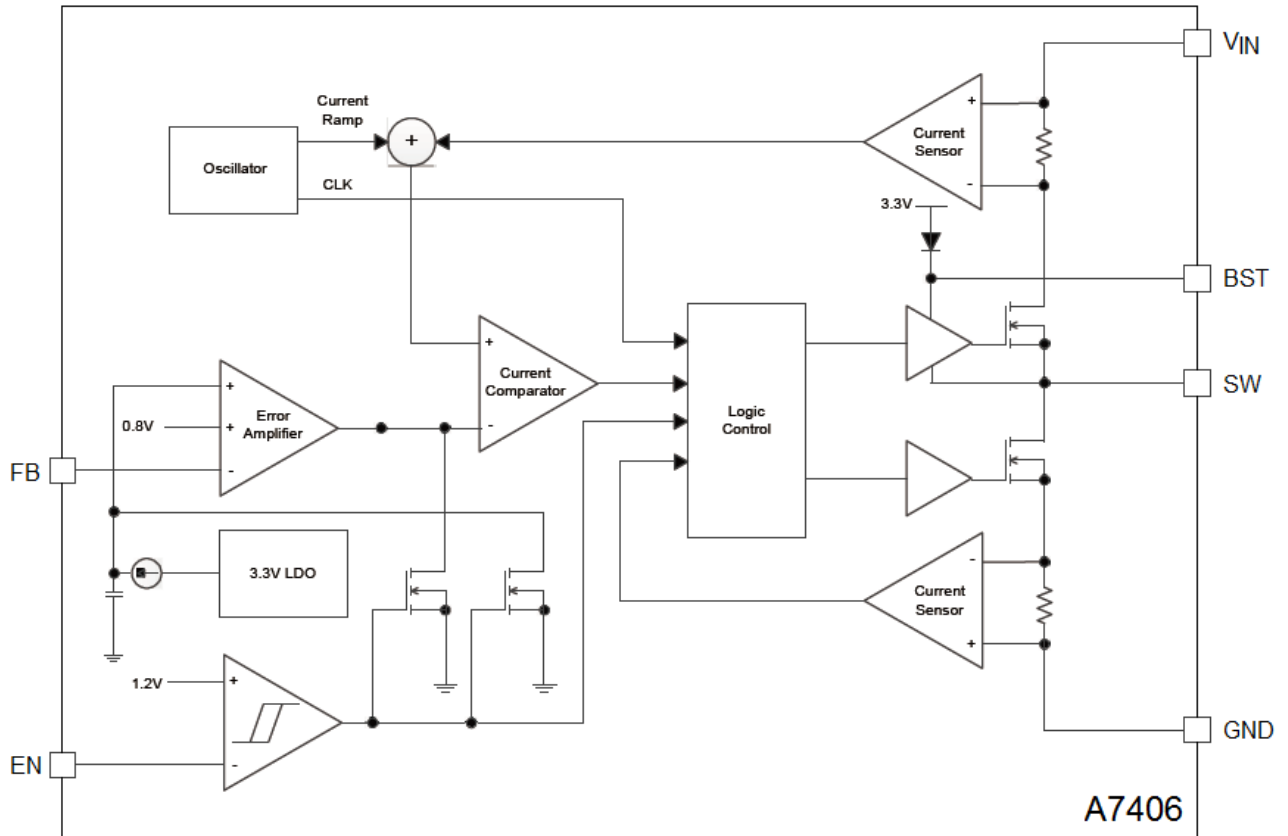 VIN
Current
Ramp
+
+
Current
Sensor
-
Oscillator
CLK
3.3V
BST
+
Current
Comparator
-
SW
+
0.8V
+
Error
Amplifier
-
FB
Logic
Control
3.3V LDO
-
Current
Sensor
+
1.2V
+
-
EN
GND
A7406